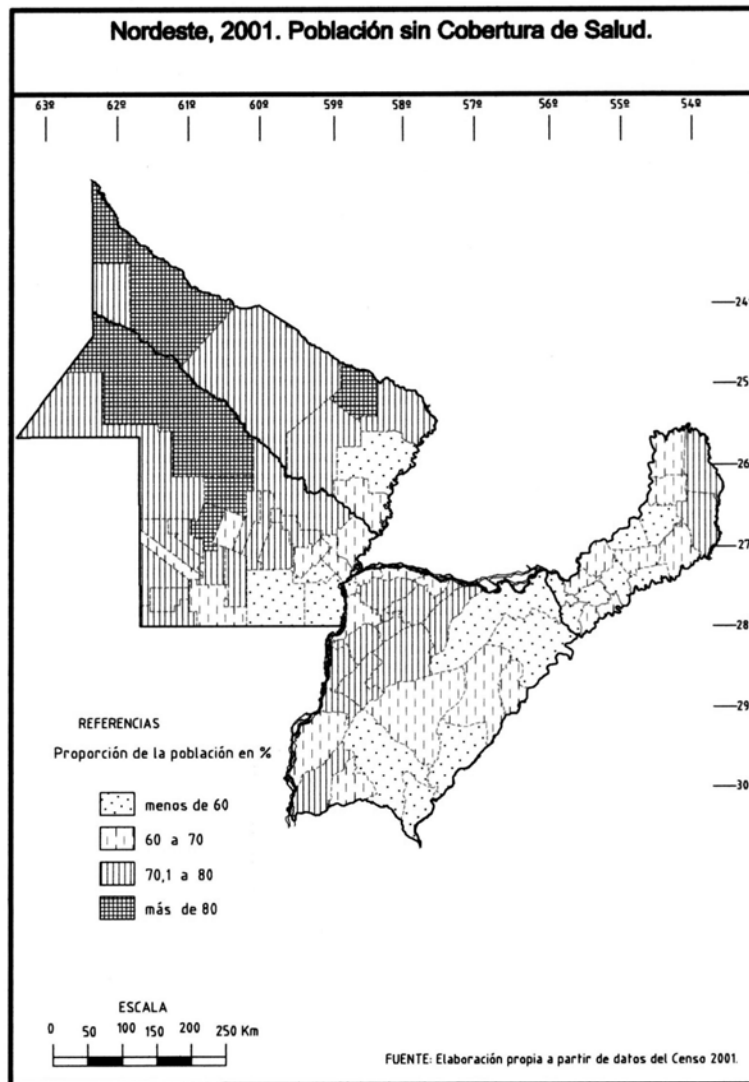 Nordeste, 2001. Población sin Cobertura de Salud.
63º 62º 61º 60º 59º 58º 57º 56º 55º 54º
24º
25
26
27
28
29
30
REFERENCIAS
Proporción de la población en %
menos de 60
60 a 70
70,1 a 80
más de 80
ESCALA
0 50 100 150 200 250 Km
FUENTE: Elaboración propia a partir de datos del Censo 2001.